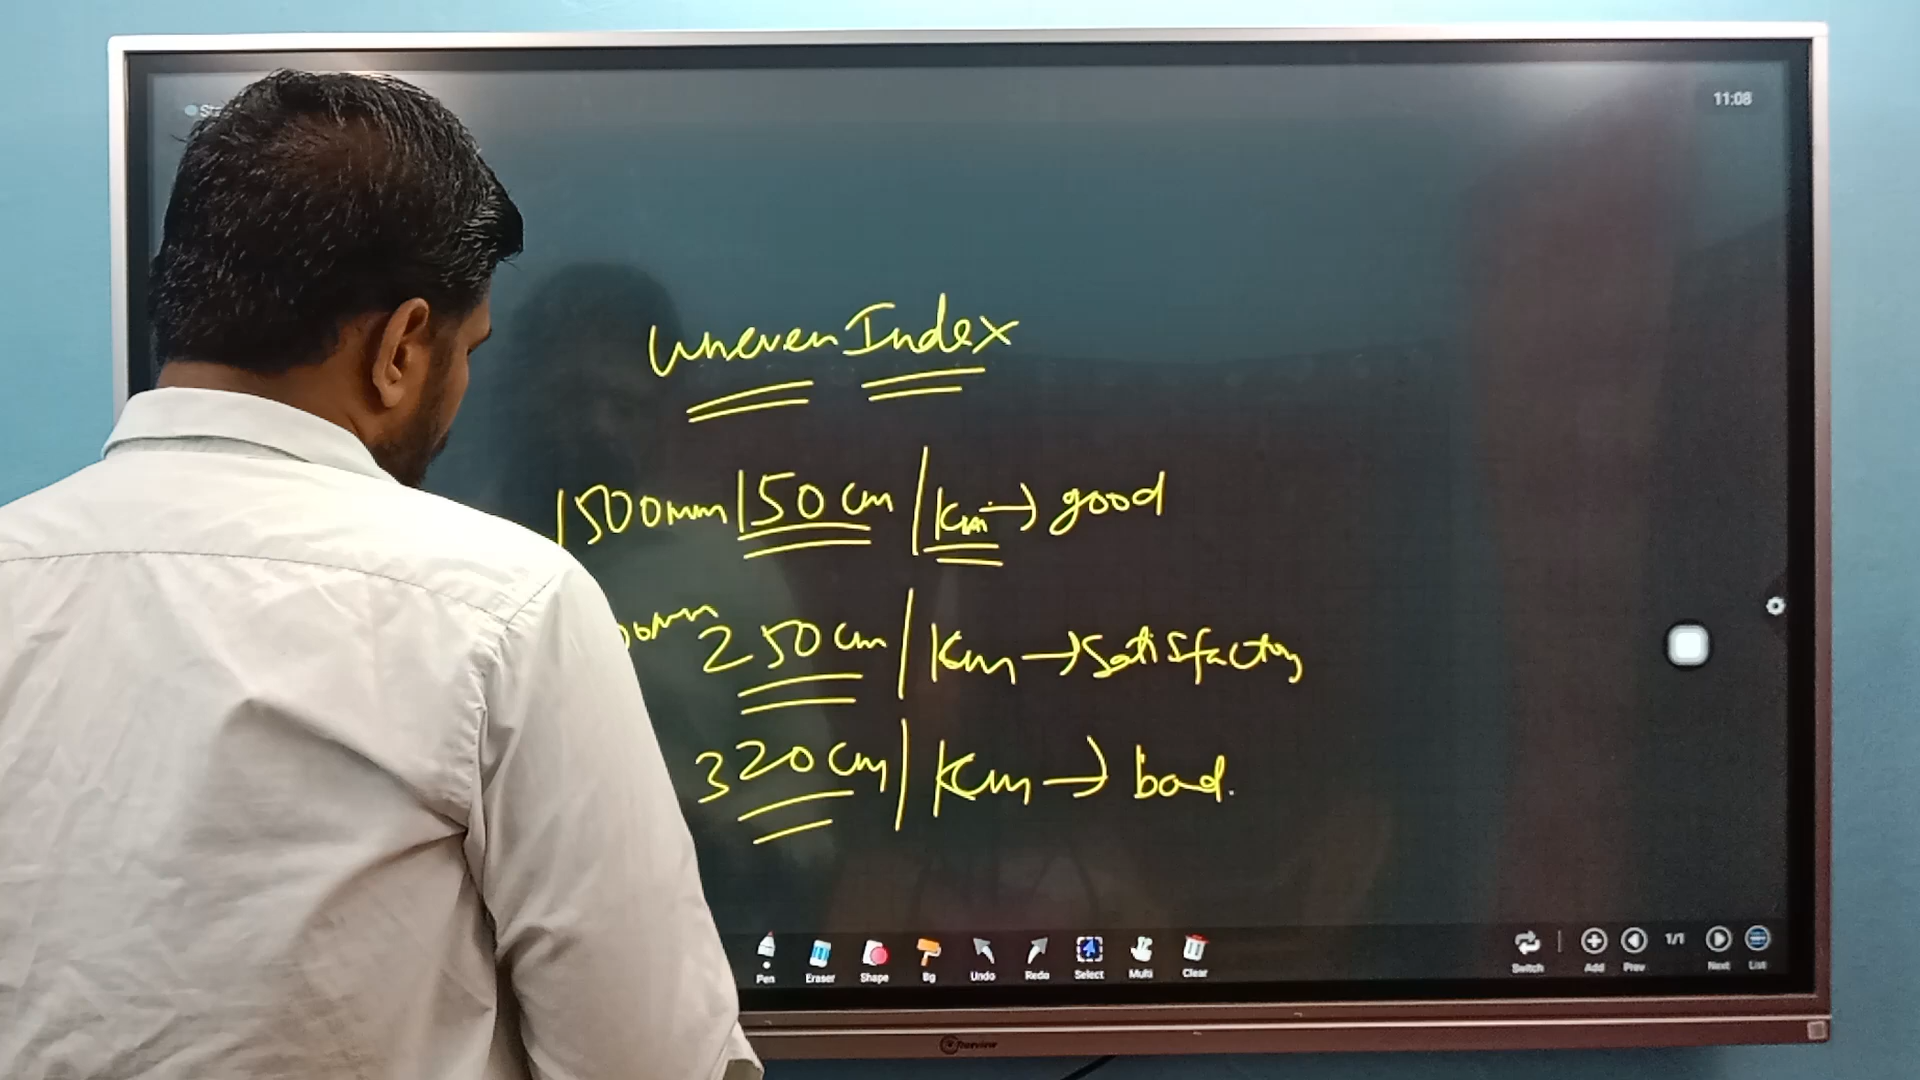 11:08
Uneven Index
1500mm 150 cm / Km → good
250 cm / Km → Satisfactory
320 cm / Km → bad.
Pen Eraser Shape Bg Undo Redo Select Multi Clear
Switch Add Prev 1/1 Next List